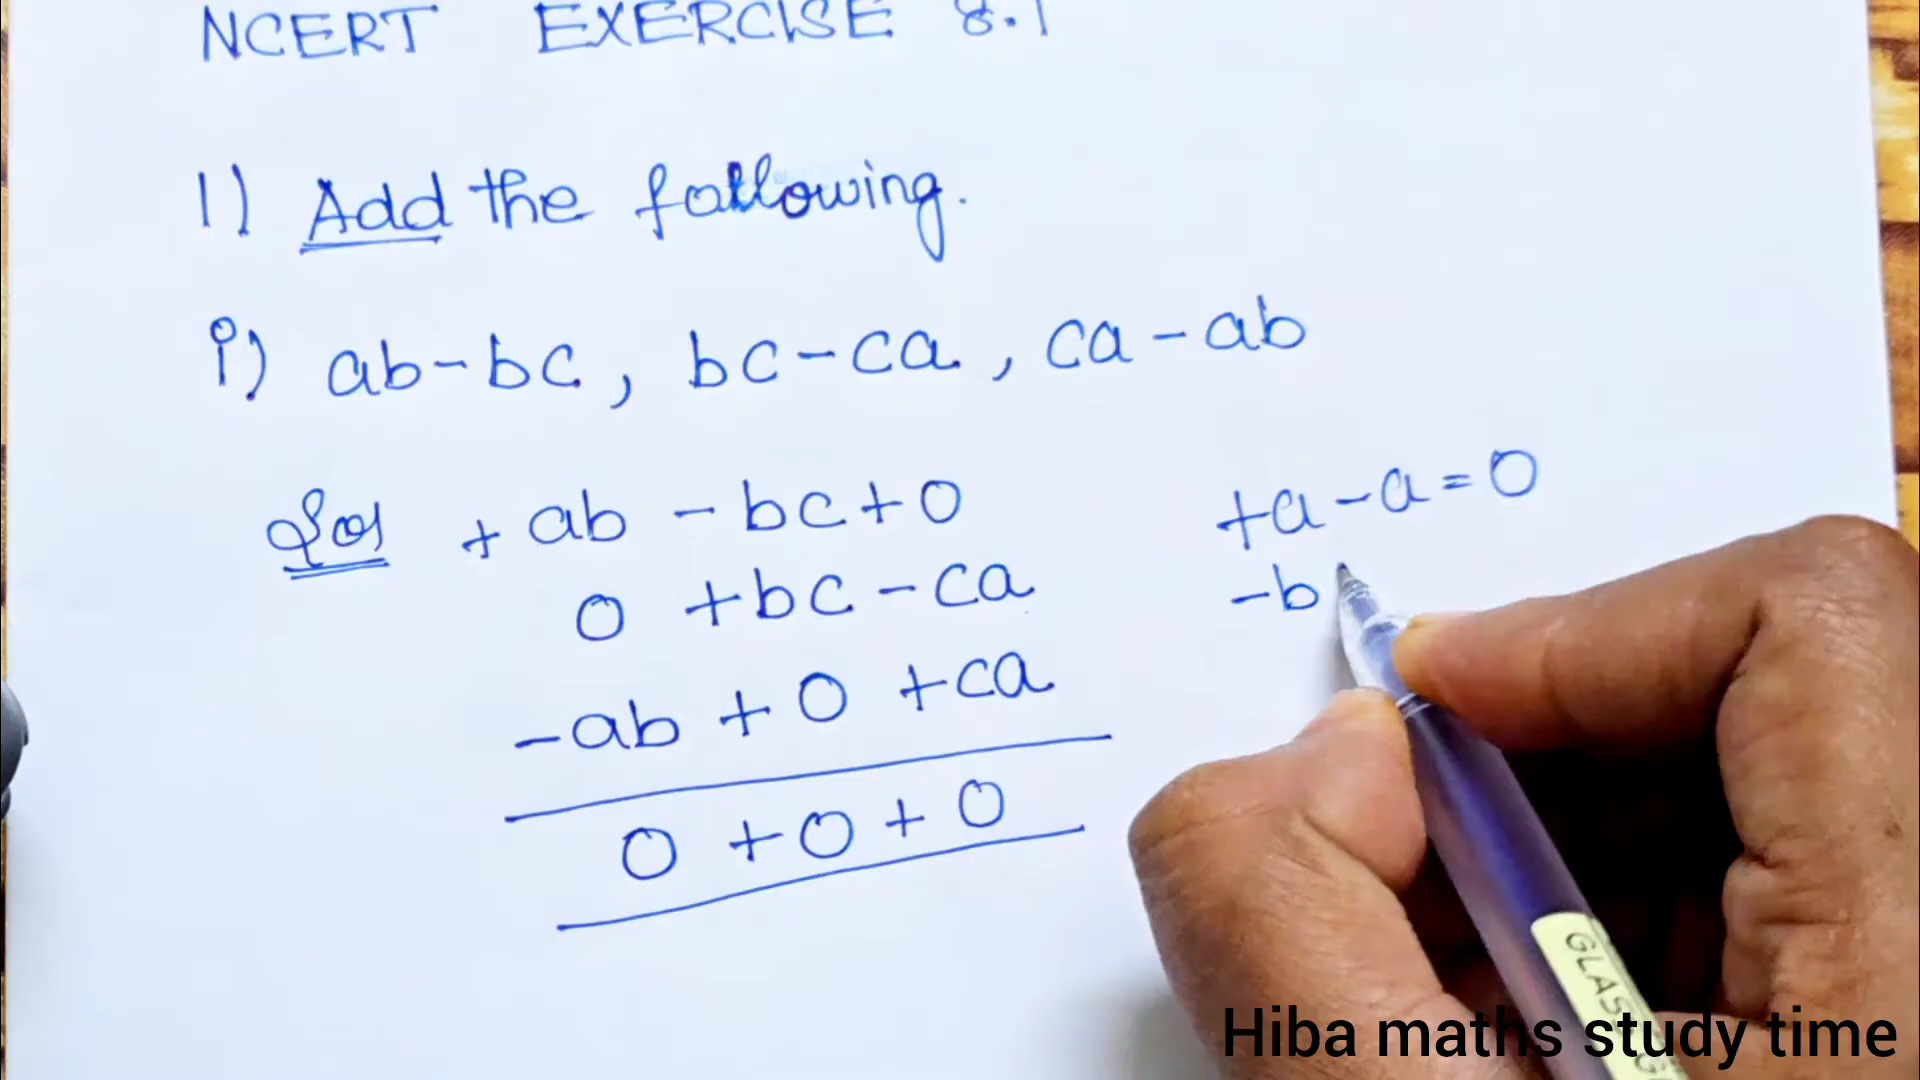 NCERT EXERCISE 8.1
1) Add the following.
i) ab-bc, bc-ca, ca-ab
Sol + ab - bc + 0
0 + bc - ca
- ab + 0 + ca
0 + 0 + 0
+a - a = 0
-b
GLAS
Hiba maths study time